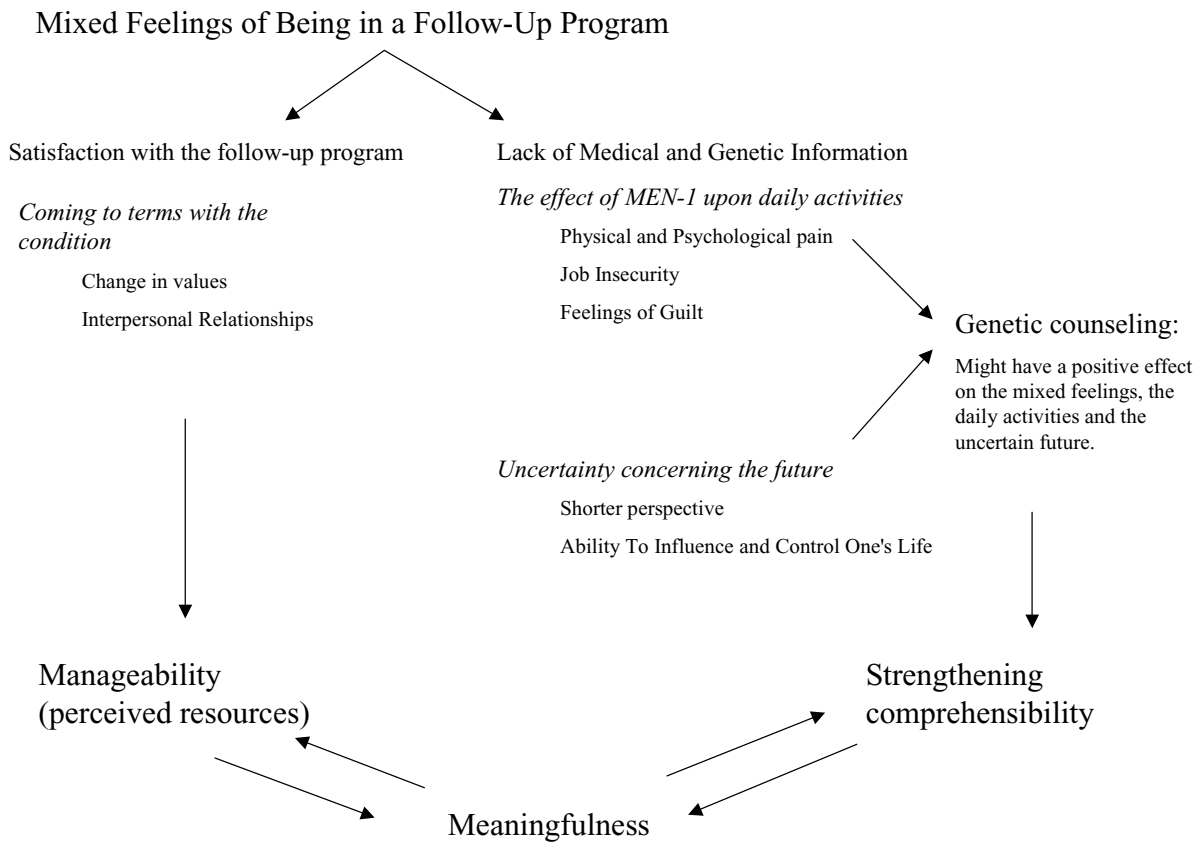 Mixed Feelings of Being in a Follow-Up Program
Satisfaction with the follow-up program
Coming to terms with the
condition
Change in values
Interpersonal Relationships
Lack of Medical and Genetic Information
The effect of MEN-1 upon daily activities
Physical and Psychological pain
Job Insecurity
Feelings of Guilt
Uncertainty concerning the future
Shorter perspective
Ability To Influence and Control One's Life
Genetic counseling:
Might have a positive effect
on the mixed feelings, the
daily activities and the
uncertain future.
Manageability
(perceived resources)
Strengthening
comprehensibility
Meaningfulness